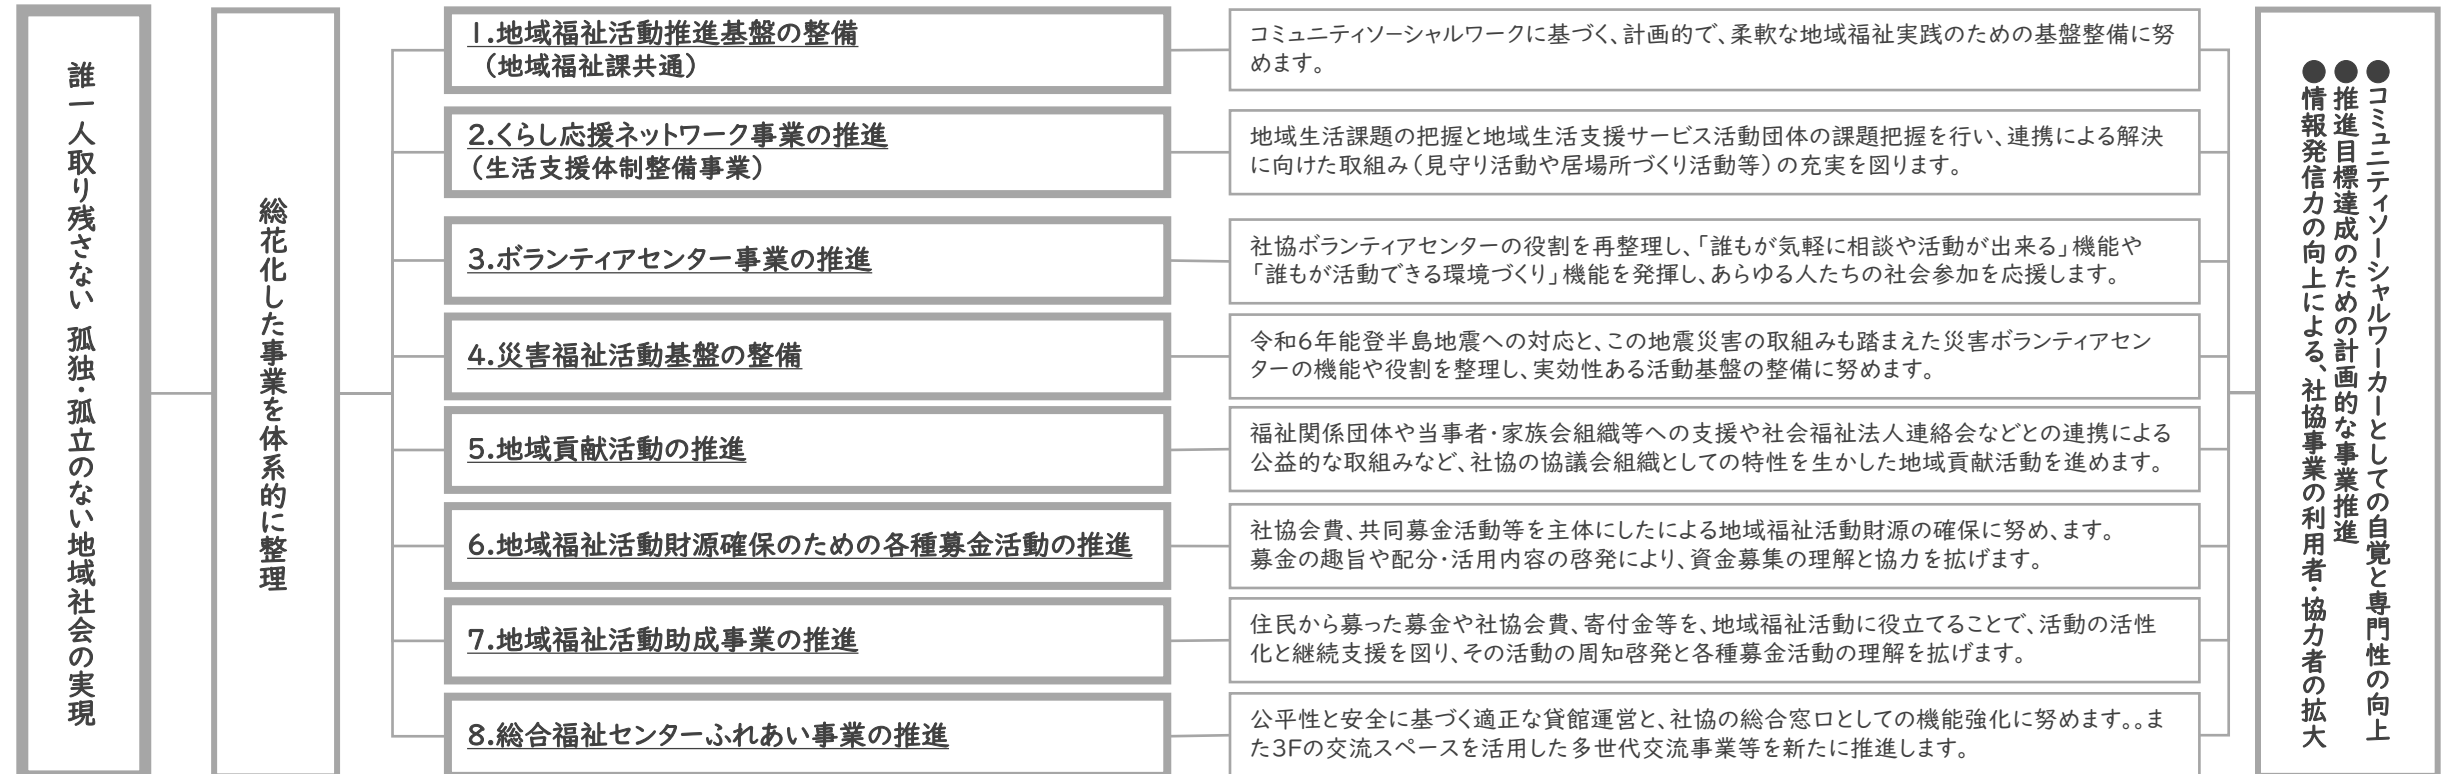 誰一人取り残さない 孤独・孤立のない地域社会の実現
総花化した事業を体系的に整理
1.地域福祉活動推進基盤の整備
（地域福祉課共通）
コミュニティソーシャルワークに基づく、計画的で、柔軟な地域福祉実践のための基盤整備に努
めます。
2.くらし応援ネットワーク事業の推進
（生活支援体制整備事業）
地域生活課題の把握と地域生活支援サービス活動団体の課題把握を行い、連携による解決
に向けた取組み（見守り活動や居場所づくり活動等）の充実を図ります。
3.ボランティアセンター事業の推進
社協ボランティアセンターの役割を再整理し、「誰もが気軽に相談や活動が出来る」機能や
「誰もが活動できる環境づくり」機能を発揮し、あらゆる人たちの社会参加を応援します。
4.災害福祉活動基盤の整備
令和6年能登半島地震への対応と、この地震災害の取組みも踏まえた災害ボランティアセン
ターの機能や役割を整理し、実効性ある活動基盤の整備に努めます。
5.地域貢献活動の推進
福祉関係団体や当事者・家族会組織等への支援や社会福祉法人連絡会などとの連携による
公益的な取組みなど、社協の協議会組織としての特性を生かした地域貢献活動を進めます。
6.地域福祉活動財源確保のための各種募金活動の推進
社協会費、共同募金活動等を主体にしたによる地域福祉活動財源の確保に努め、ます。
募金の趣旨や配分・活用内容の啓発により、資金募集の理解と協力を拡げます。
7.地域福祉活動助成事業の推進
住民から募った募金や社協会費、寄付金等を、地域福祉活動に役立てることで、活動の活性
化と継続支援を図り、その活動の周知啓発と各種募金活動の理解を拡げます。
8.総合福祉センターふれあい事業の推進
公平性と安全に基づく適正な貸館運営と、社協の総合窓口としての機能強化に努めます。。ま
た3Fの交流スペースを活用した多世代交流事業等を新たに推進します。
●コミュニティソーシャルワーカーとしての自覚と専門性の向上
●推進目標達成のための計画的な事業推進
●情報発信力の向上による、社協事業の利用者・協力者の拡大